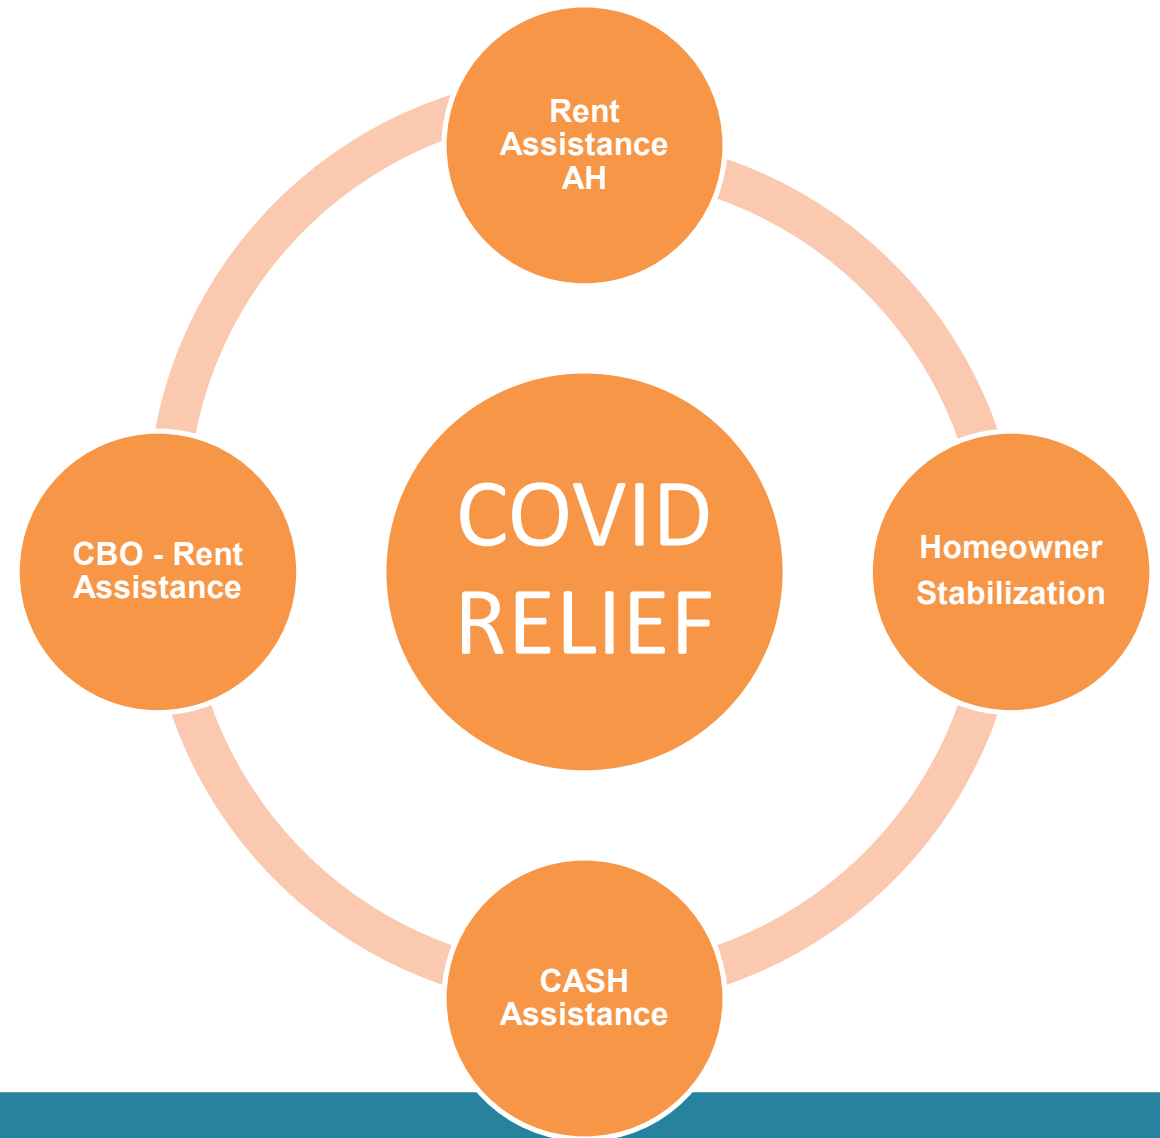 Rent
Assistance
AH
COVID
RELIEF
Homeowner
Stabilization
CBO - Rent
Assistance
CASH
Assistance